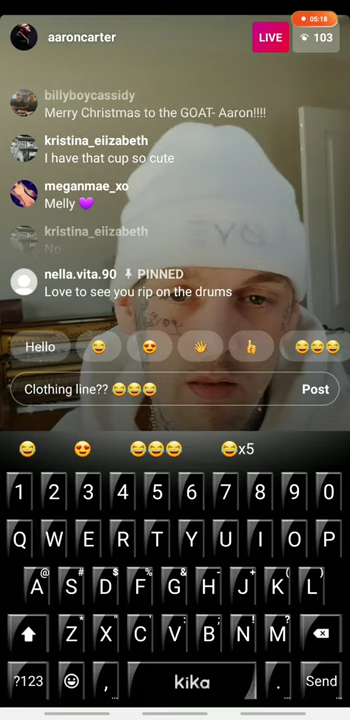 05:18
aaroncarter
LIVE
103
billyboycassidy
Merry Christmas to the GOAT- Aaron!!!!
kristina_eiizabeth
I have that cup so cute
meganmae_xo
Melly 💜
kristina_eiizabeth
No
nella.vita.90 PINNED
Love to see you rip on the drums
Hello 😂 😍 👋 👍 😂😂😂
Clothing line?? 😂😂😂 Post
😂 😍 😂😂😂 😂x5
1 2 3 4 5 6 7 8 9 0
Q W E R T Y U I O P
@ # $ % & - + ( )
A S D F G H J K L
* " ' : ; ! ?
Z X C V B N M
?123 , kika . Send